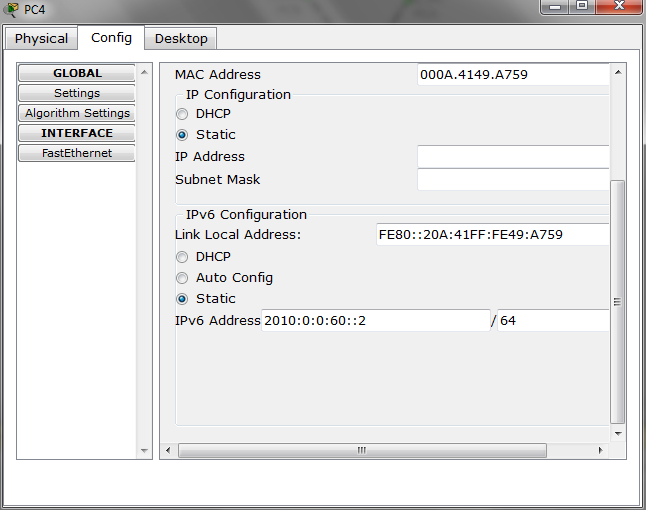 PC4
Physical Config Desktop
GLOBAL
Settings
Algorithm Settings
INTERFACE
FastEthernet
MAC Address 000A.4149.A759
IP Configuration
DHCP
Static
IP Address
Subnet Mask
IPv6 Configuration
Link Local Address: FE80::20A:41FF:FE49:A759
DHCP
Auto Config
Static
IPv6 Address 2010:0:0:60::2 / 64